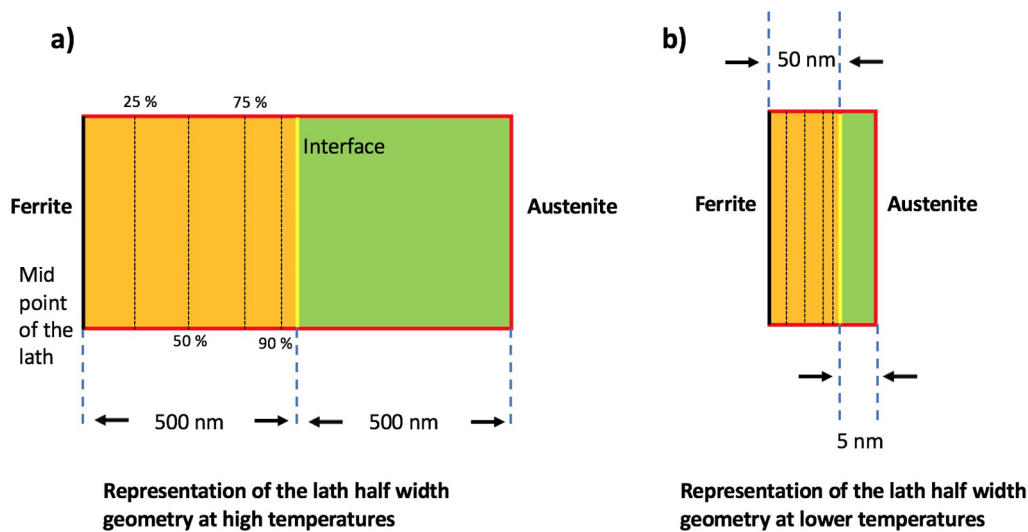 a)
25 %
75 %
Interface
Ferrite
Austenite
Mid
point
of the
lath
50 %
90 %
500 nm
500 nm
Representation of the lath half width
geometry at high temperatures
b)
50 nm
Ferrite
Austenite
5 nm
Representation of the lath half width
geometry at lower temperatures